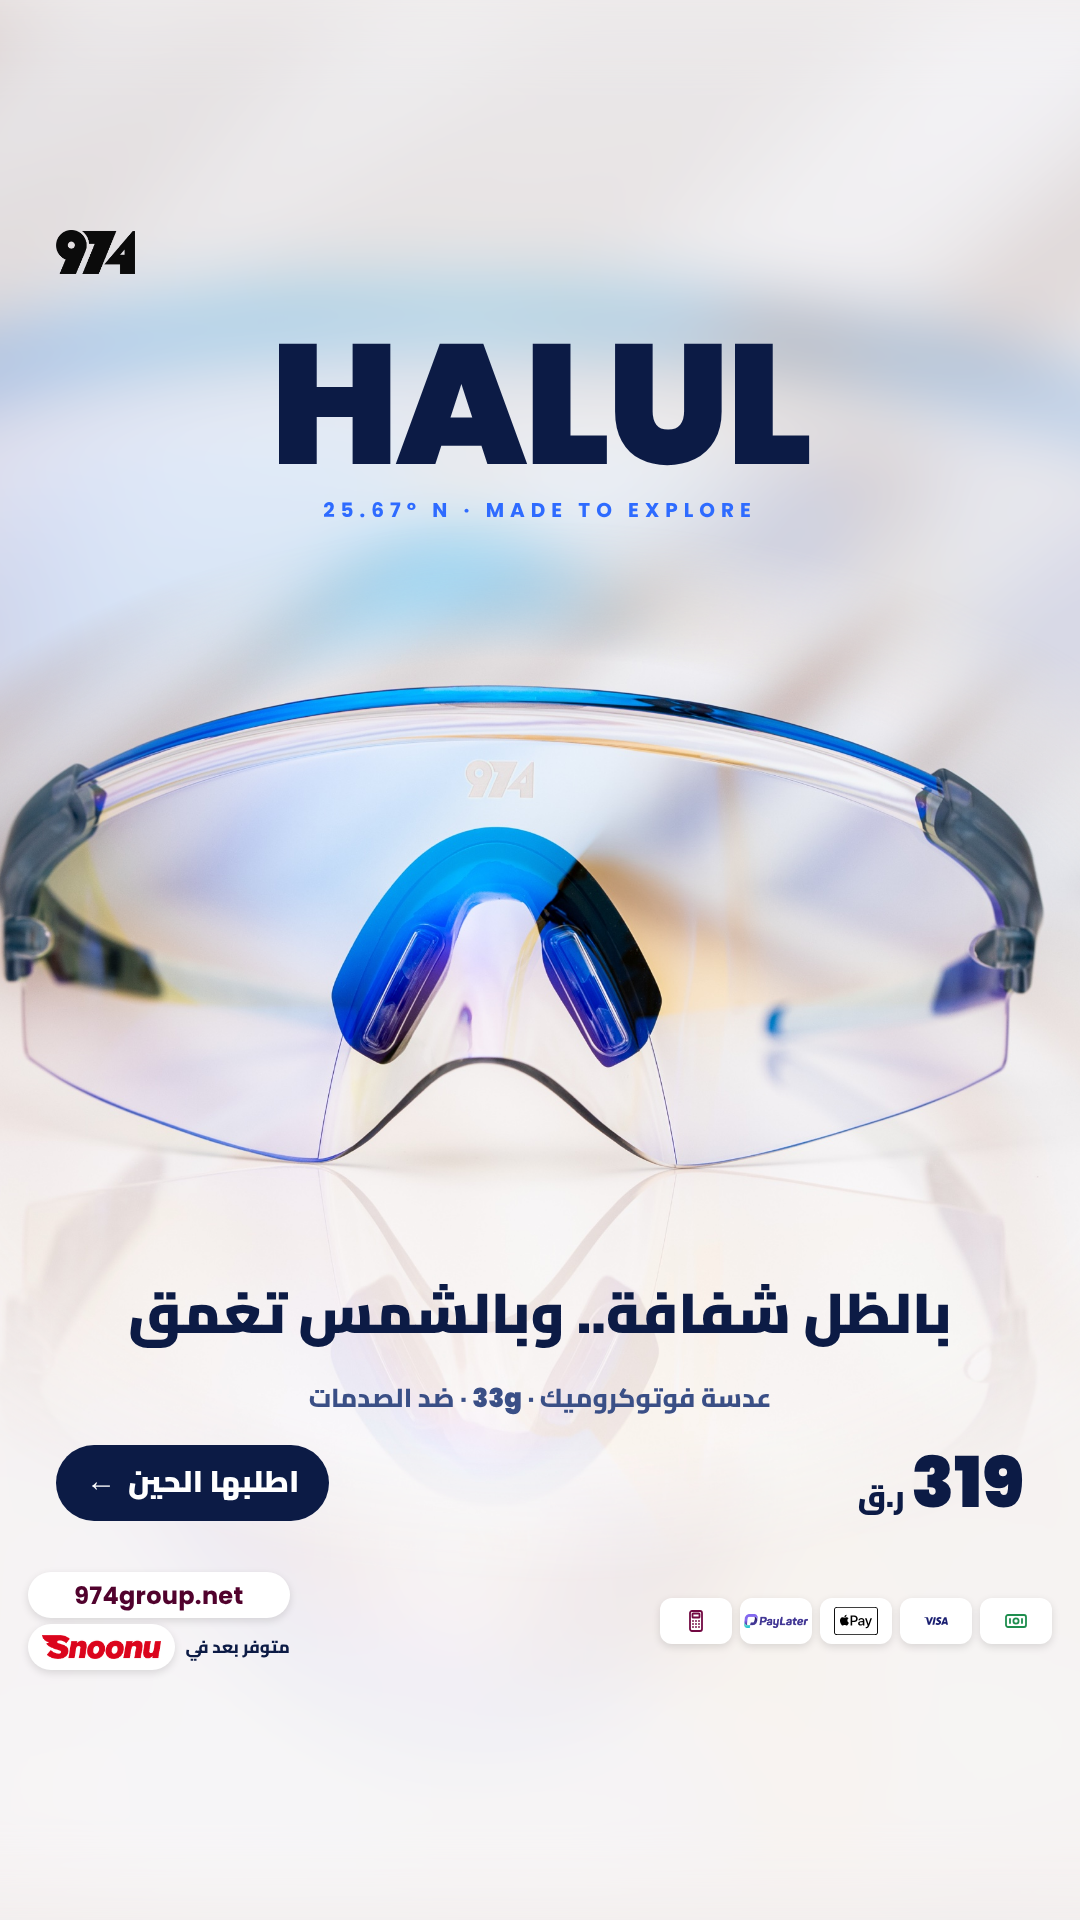 974
HALUL
25.67° N · MADE TO EXPLORE
974
بالظل شفافة.. وبالشمس تغمق
عدسة فوتوكروميك · 33g · ضد الصدمات
319 ر.ق
اطلبها الحين ←
974group.net
متوفر بعد في Snoonu
PayLater
Pay
VISA